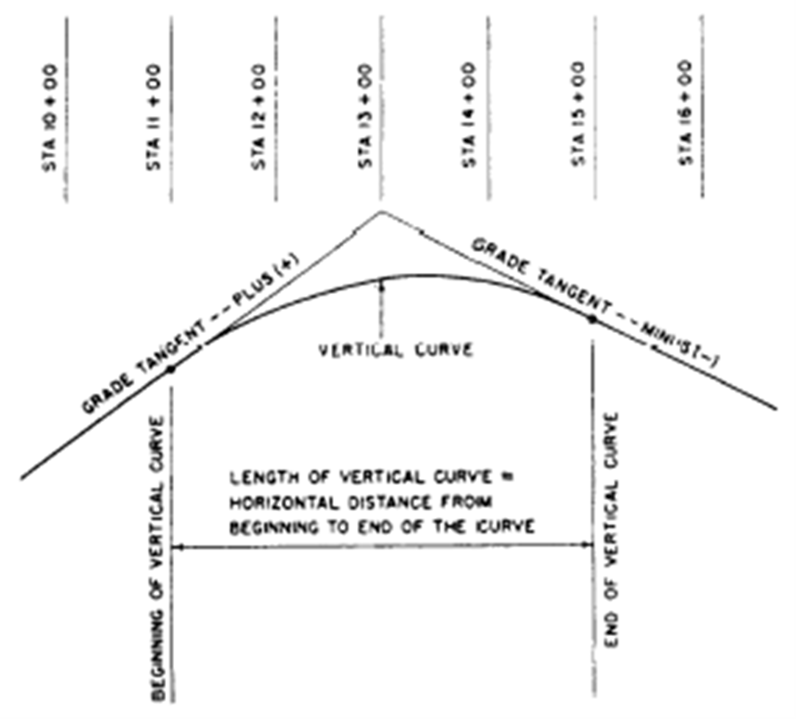 STA 10+00
STA 11+00
STA 12+00
STA 13+00
STA 14+00
STA 15+00
STA 16+00
GRADE TANGENT -- PLUS (+)
GRADE TANGENT -- MINUS (-)
VERTICAL CURVE
LENGTH OF VERTICAL CURVE =
HORIZONTAL DISTANCE FROM
BEGINNING TO END OF THE CURVE
BEGINNING OF VERTICAL CURVE
END OF VERTICAL CURVE